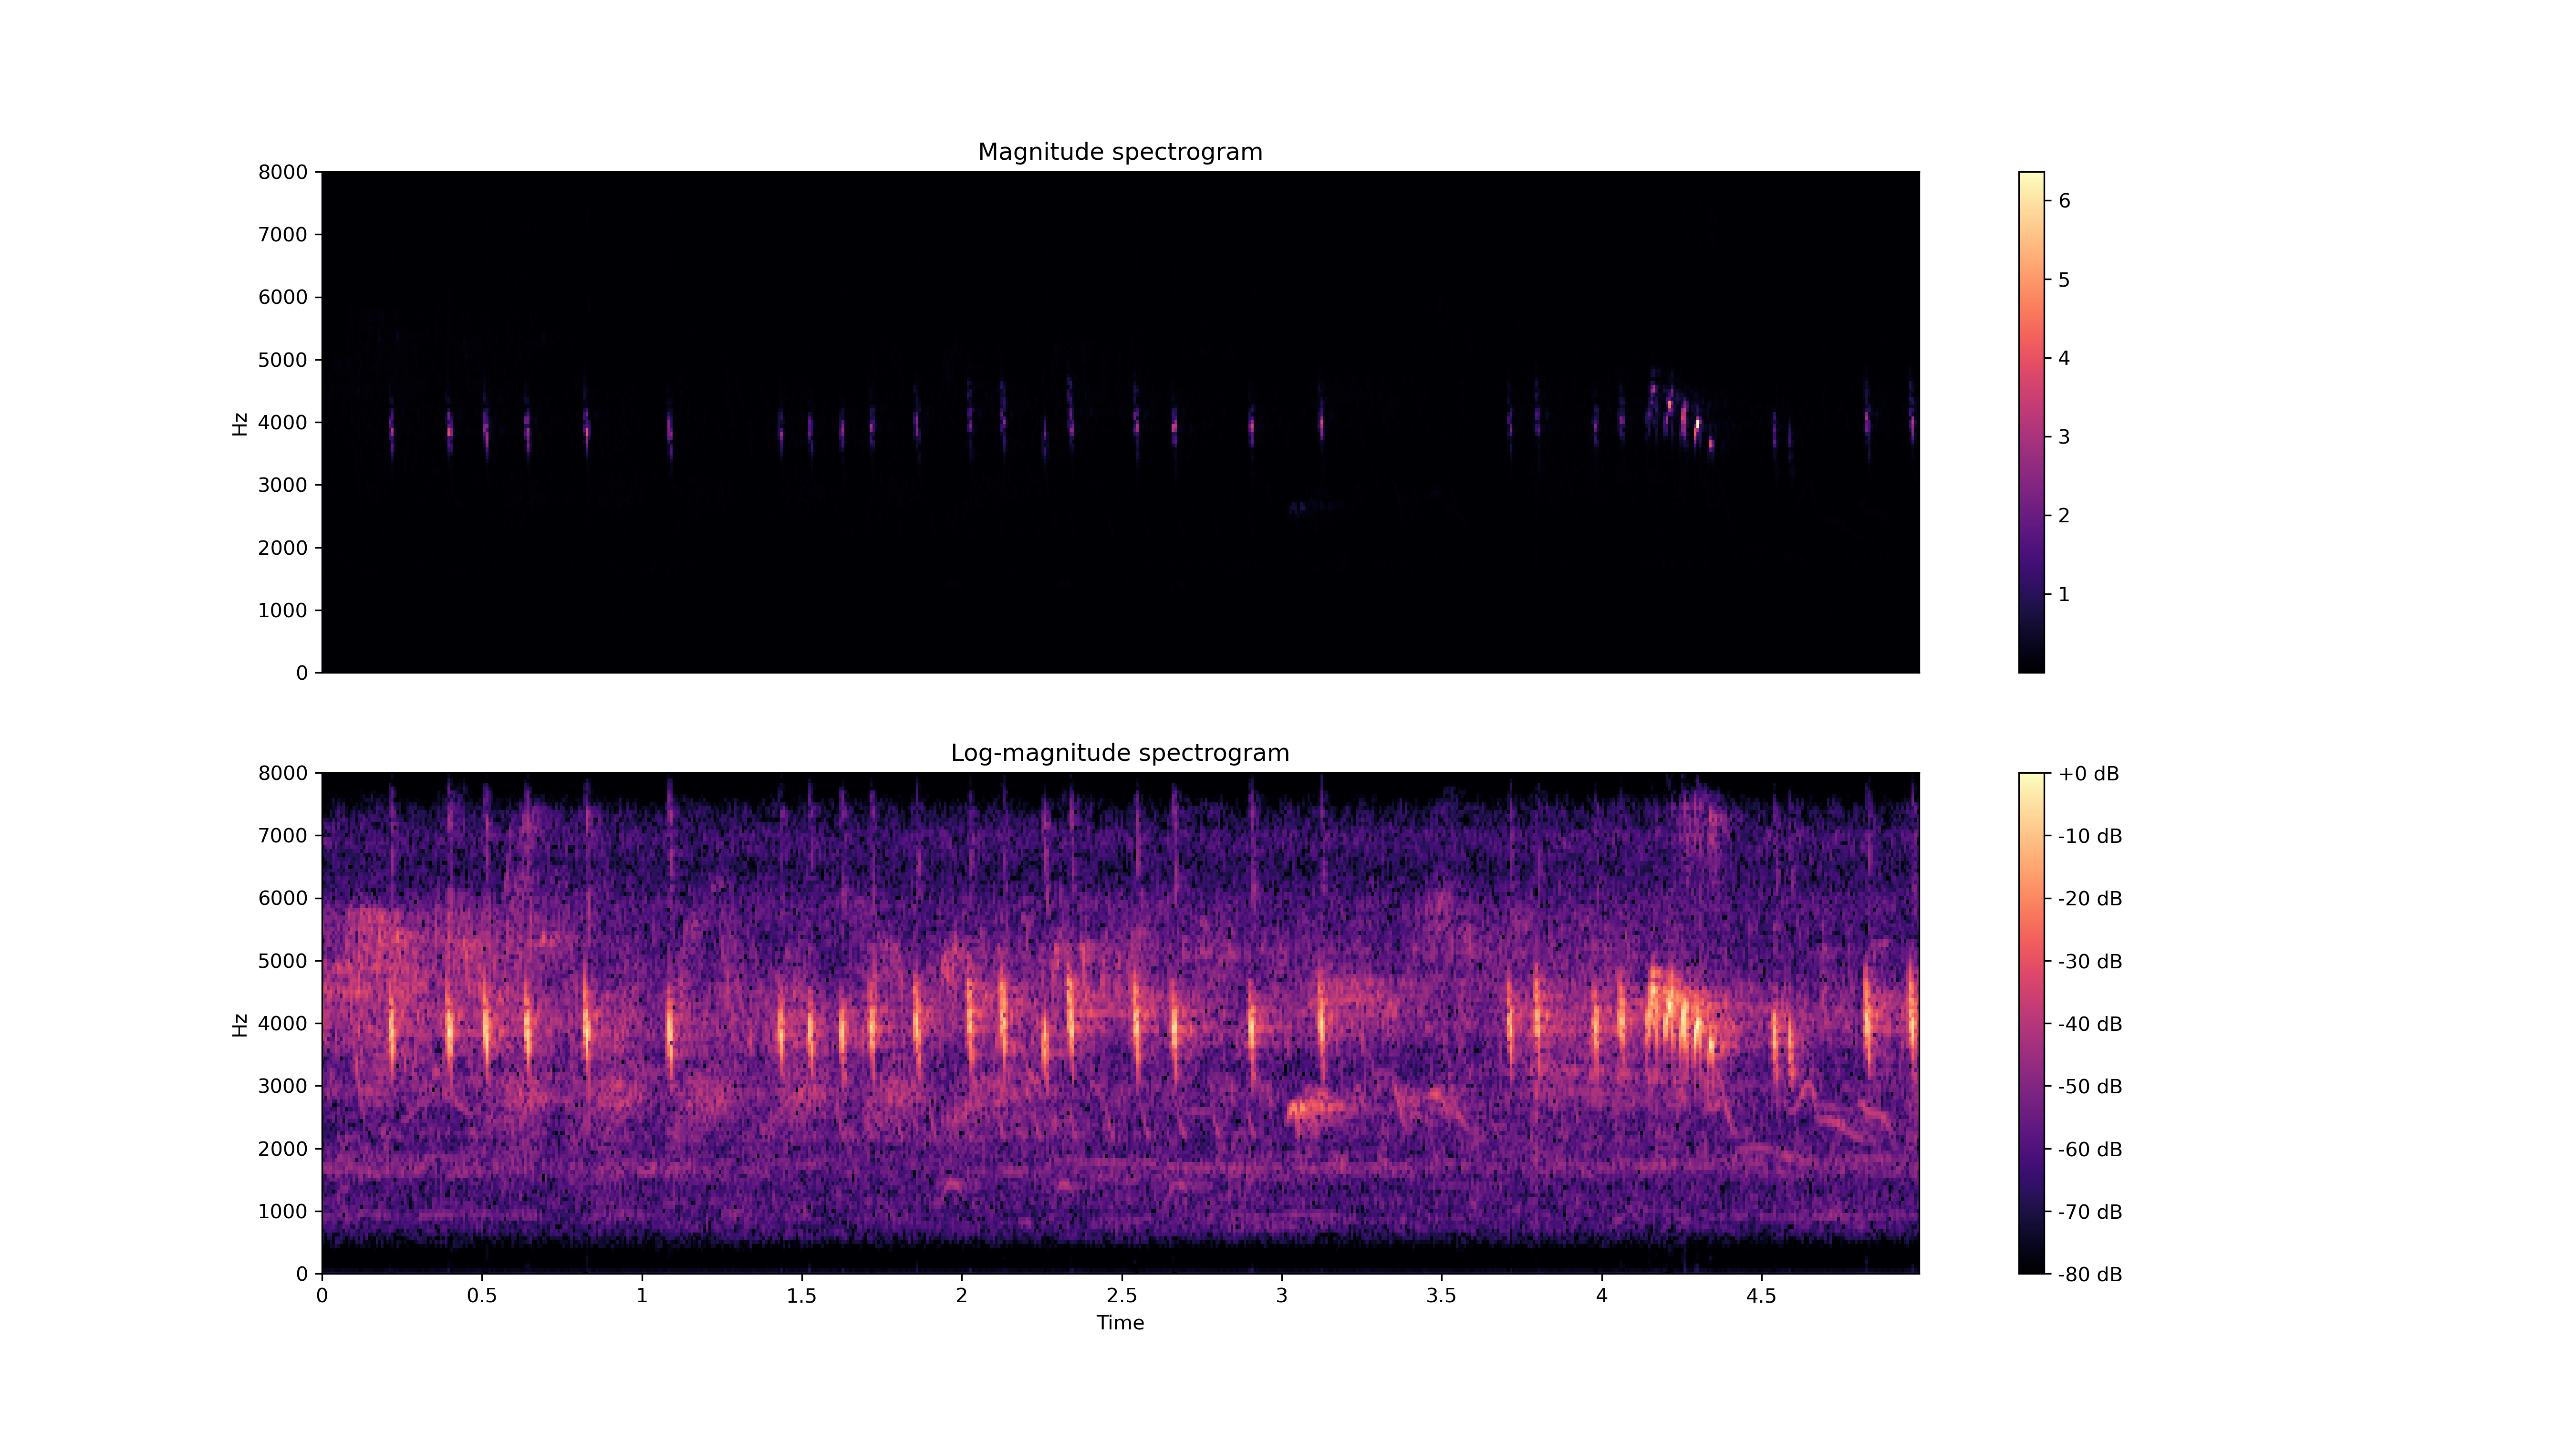 Magnitude spectrogram
8000
7000
6000
5000
4000
3000
2000
1000
0
Hz
6
5
4
3
2
1
Log-magnitude spectrogram
8000
7000
6000
5000
4000
3000
2000
1000
0
Hz
0 0.5 1 1.5 2 2.5 3 3.5 4 4.5
Time
+0 dB
-10 dB
-20 dB
-30 dB
-40 dB
-50 dB
-60 dB
-70 dB
-80 dB